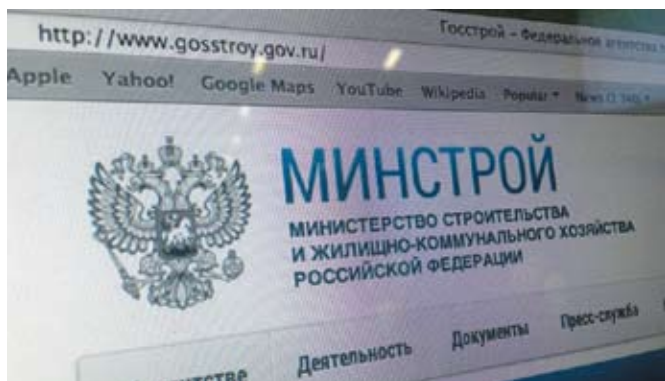 http://www.gosstroy.gov.ru/
Госстрой – Федеральное агентство
Apple Yahoo! Google Maps YouTube Wikipedia Popular News
МИНСТРОЙ
МИНИСТЕРСТВО СТРОИТЕЛЬСТВА
И ЖИЛИЩНО-КОММУНАЛЬНОГО ХОЗЯЙСТВА
РОССИЙСКОЙ ФЕДЕРАЦИИ
Деятельность Документы Пресс-служба